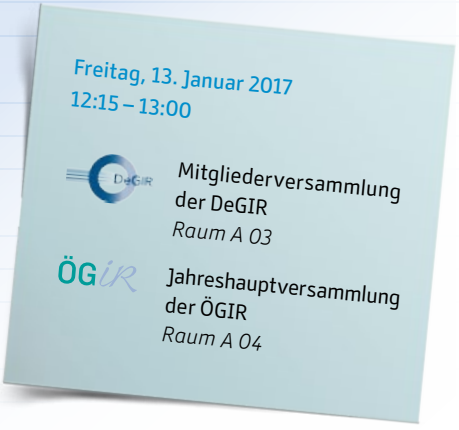 Freitag, 13. Januar 2017
12:15 – 13:00
DeGIR
Mitgliederversammlung
der DeGIR
Raum A 03
ÖGiR
Jahreshauptversammlung
der ÖGIR
Raum A 04